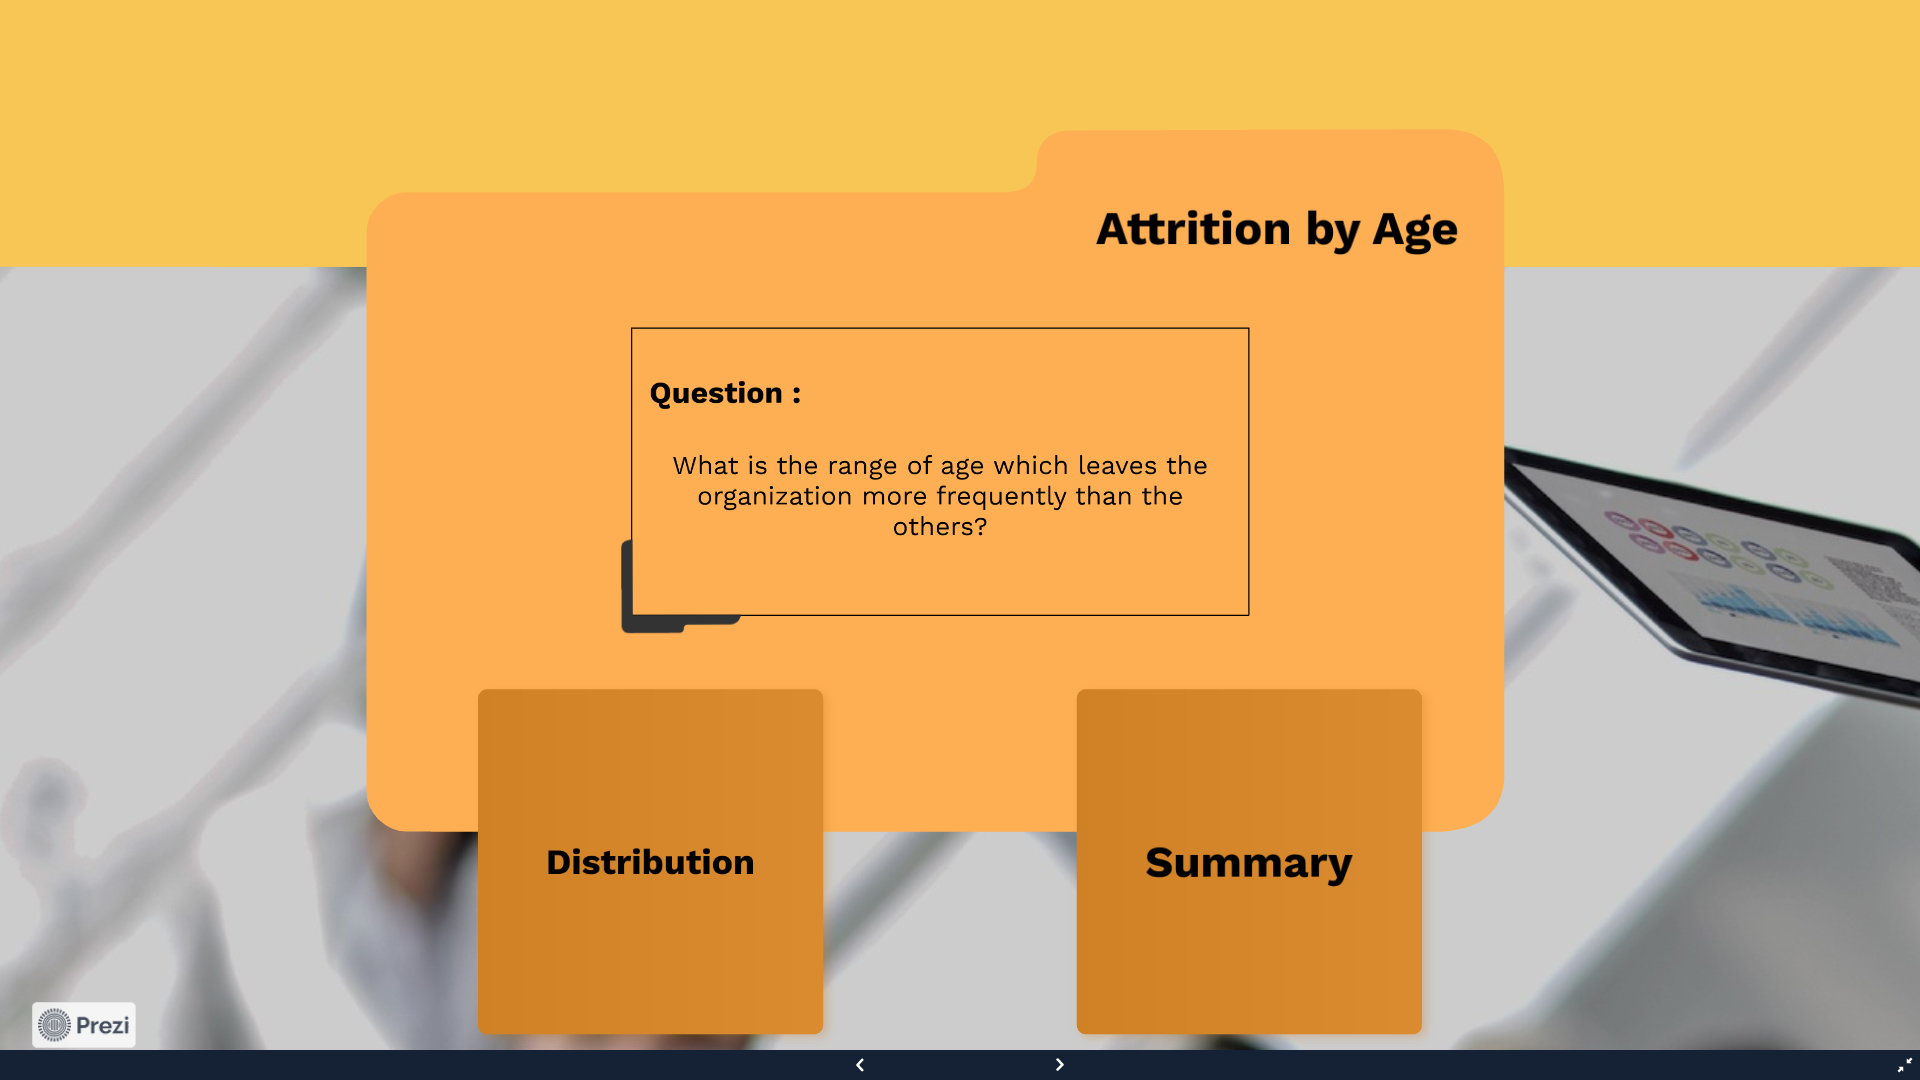 Attrition by Age
Question :
What is the range of age which leaves the
organization more frequently than the
others?
Distribution
Summary
Prezi